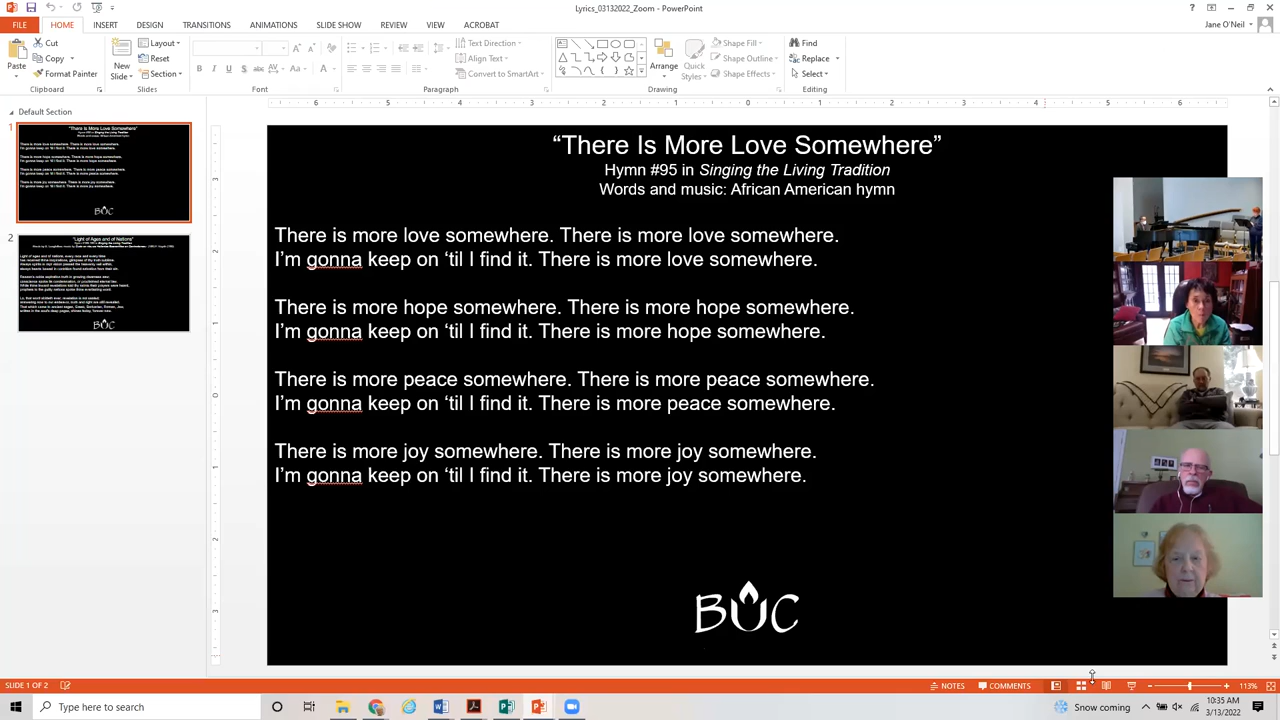 Lyrics_03132022_Zoom - PowerPoint
FILE HOME INSERT DESIGN TRANSITIONS ANIMATIONS SLIDE SHOW REVIEW VIEW ACROBAT
Jane O'Neil
Paste
Cut
Copy
Format Painter
Clipboard
New Slide
Layout
Reset
Section
Slides
Font
Text Direction
Align Text
Convert to SmartArt
Paragraph
Arrange
Quick Styles
Shape Fill
Shape Outline
Shape Effects
Drawing
Find
Replace
Select
Editing
Default Section
1
2
"Light of Ages and of Nations"
“There Is More Love Somewhere”
Hymn #95 in Singing the Living Tradition
Words and music: African American hymn
There is more love somewhere. There is more love somewhere.
I’m gonna keep on ‘til I find it. There is more love somewhere.
There is more hope somewhere. There is more hope somewhere.
I’m gonna keep on ‘til I find it. There is more hope somewhere.
There is more peace somewhere. There is more peace somewhere.
I’m gonna keep on ‘til I find it. There is more peace somewhere.
There is more joy somewhere. There is more joy somewhere.
I’m gonna keep on ‘til I find it. There is more joy somewhere.
BUC
SLIDE 1 OF 2
NOTES COMMENTS 113%
Type here to search
Snow coming
10:35 AM
3/13/2022